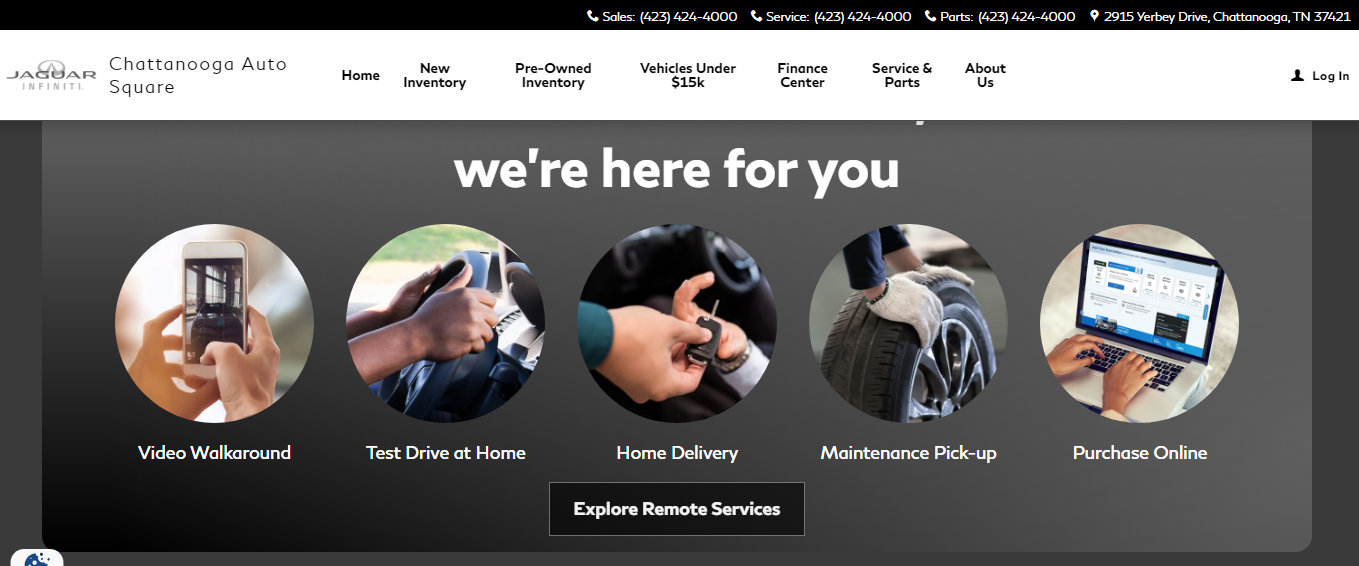 Sales: (423) 424-4000 Service: (423) 424-4000 Parts: (423) 424-4000 2915 Yerbey Drive, Chattanooga, TN 37421
JAGUAR
INFINITI.
Chattanooga Auto
Square
Home
New
Inventory
Pre-Owned
Inventory
Vehicles Under
$15k
Finance
Center
Service &
Parts
About
Us
Log In
we're here for you
Video Walkaround
Test Drive at Home
Home Delivery
Maintenance Pick-up
Purchase Online
Explore Remote Services